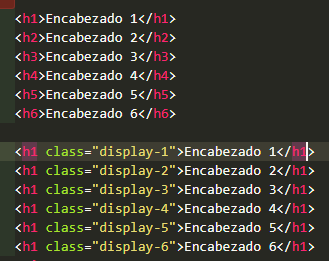 <h1>Encabezado 1</h1>
<h2>Encabezado 2</h2>
<h3>Encabezado 3</h3>
<h4>Encabezado 4</h4>
<h5>Encabezado 5</h5>
<h6>Encabezado 6</h6>
<h1 class="display-1">Encabezado 1</h1>
<h1 class="display-2">Encabezado 2</h1>
<h1 class="display-3">Encabezado 3</h1>
<h1 class="display-4">Encabezado 4</h1>
<h1 class="display-5">Encabezado 5</h1>
<h1 class="display-6">Encabezado 6</h1>